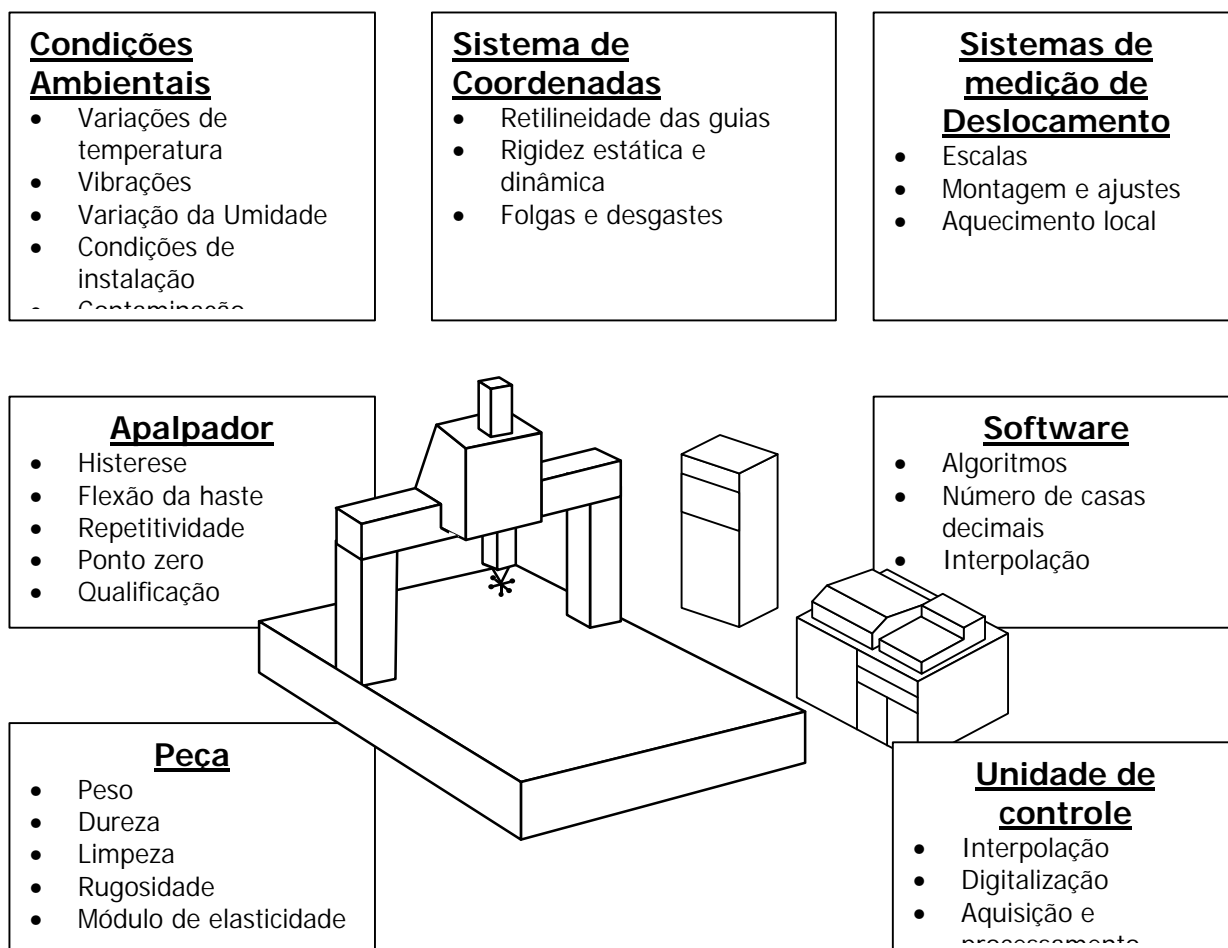 Condições
Ambientais
• Variações de
temperatura
• Vibrações
• Variação da Umidade
• Condições de
instalação
• Contaminação
Sistema de
Coordenadas
• Retilineidade das guias
• Rigidez estática e
dinâmica
• Folgas e desgastes
Sistemas de
medição de
Deslocamento
• Escalas
• Montagem e ajustes
• Aquecimento local
Apalpador
• Histerese
• Flexão da haste
• Repetitividade
• Ponto zero
• Qualificação
Software
• Algoritmos
• Número de casas
decimais
• Interpolação
Peça
• Peso
• Dureza
• Limpeza
• Rugosidade
• Módulo de elasticidade
Unidade de
controle
• Interpolação
• Digitalização
• Aquisição e
processamento